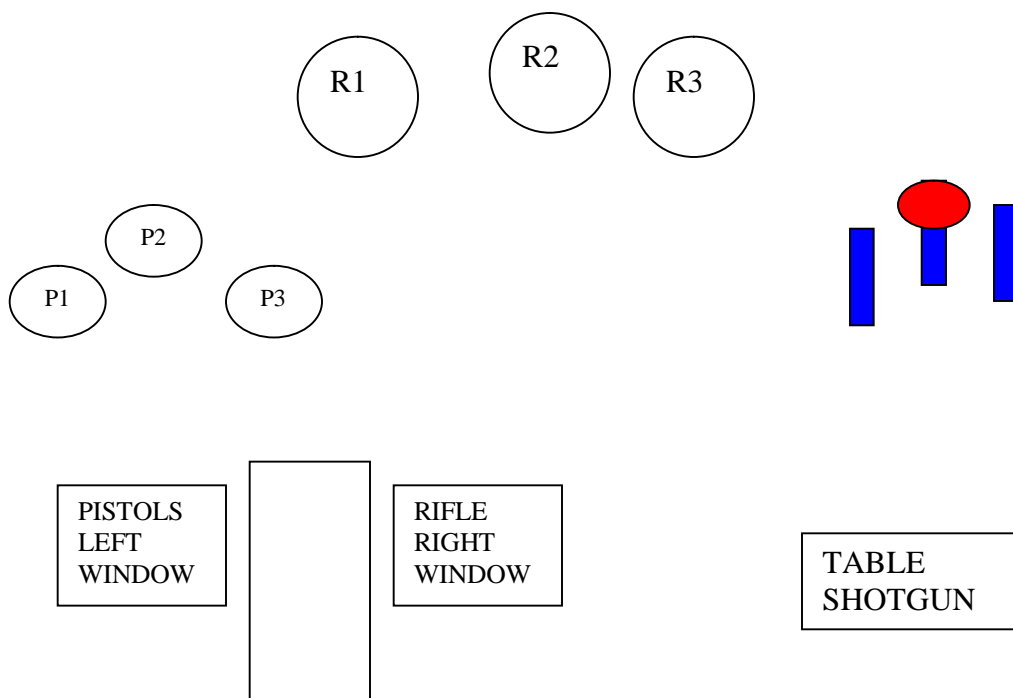 R1
R2
R3
P2
P1
P3
PISTOLS
LEFT
WINDOW
RIFLE
RIGHT
WINDOW
TABLE
SHOTGUN